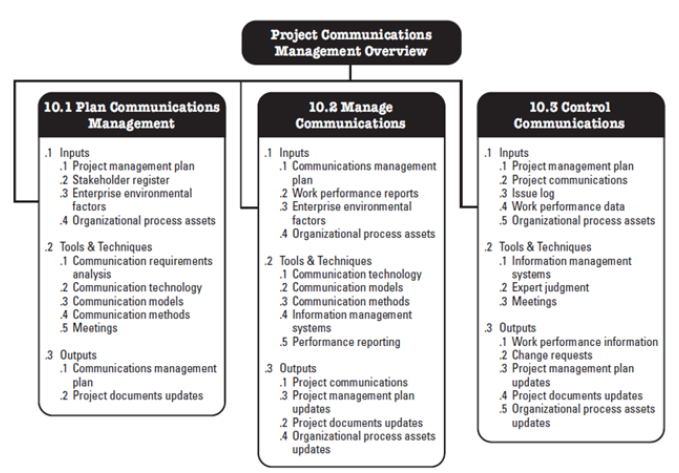 Project Communications
Management Overview
10.1 Plan Communications
Management
.1 Inputs
.1 Project management plan
.2 Stakeholder register
.3 Enterprise environmental
factors
.4 Organizational process assets
.2 Tools & Techniques
.1 Communication requirements
analysis
.2 Communication technology
.3 Communication models
.4 Communication methods
.5 Meetings
.3 Outputs
.1 Communications management
plan
.2 Project documents updates
10.2 Manage
Communications
.1 Inputs
.1 Communications management
plan
.2 Work performance reports
.3 Enterprise environmental
factors
.4 Organizational process assets
.2 Tools & Techniques
.1 Communication technology
.2 Communication models
.3 Communication methods
.4 Information management
systems
.5 Performance reporting
.3 Outputs
.1 Project communications
.3 Project management plan
updates
.2 Project documents updates
.4 Organizational process assets
updates
10.3 Control
Communications
.1 Inputs
.1 Project management plan
.2 Project communications
.3 Issue log
.4 Work performance data
.5 Organizational process assets
.2 Tools & Techniques
.1 Information management
systems
.2 Expert judgment
.3 Meetings
.3 Outputs
.1 Work performance information
.2 Change requests
.3 Project management plan
updates
.4 Project documents updates
.5 Organizational process assets
updates